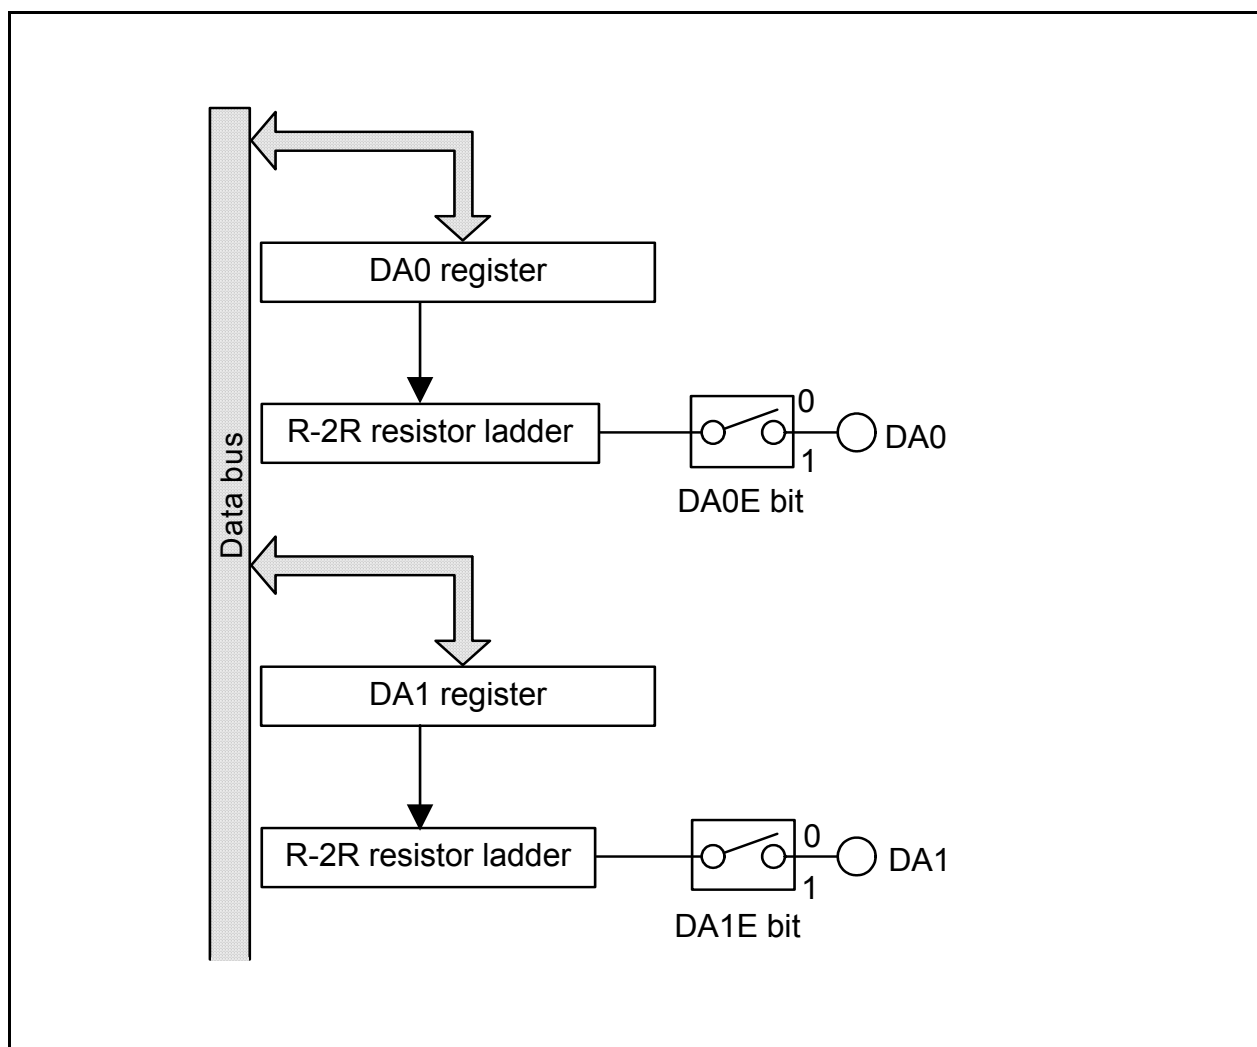 Data bus
DA0 register
R-2R resistor ladder
0
1
DA0
DA0E bit
DA1 register
R-2R resistor ladder
0
1
DA1
DA1E bit